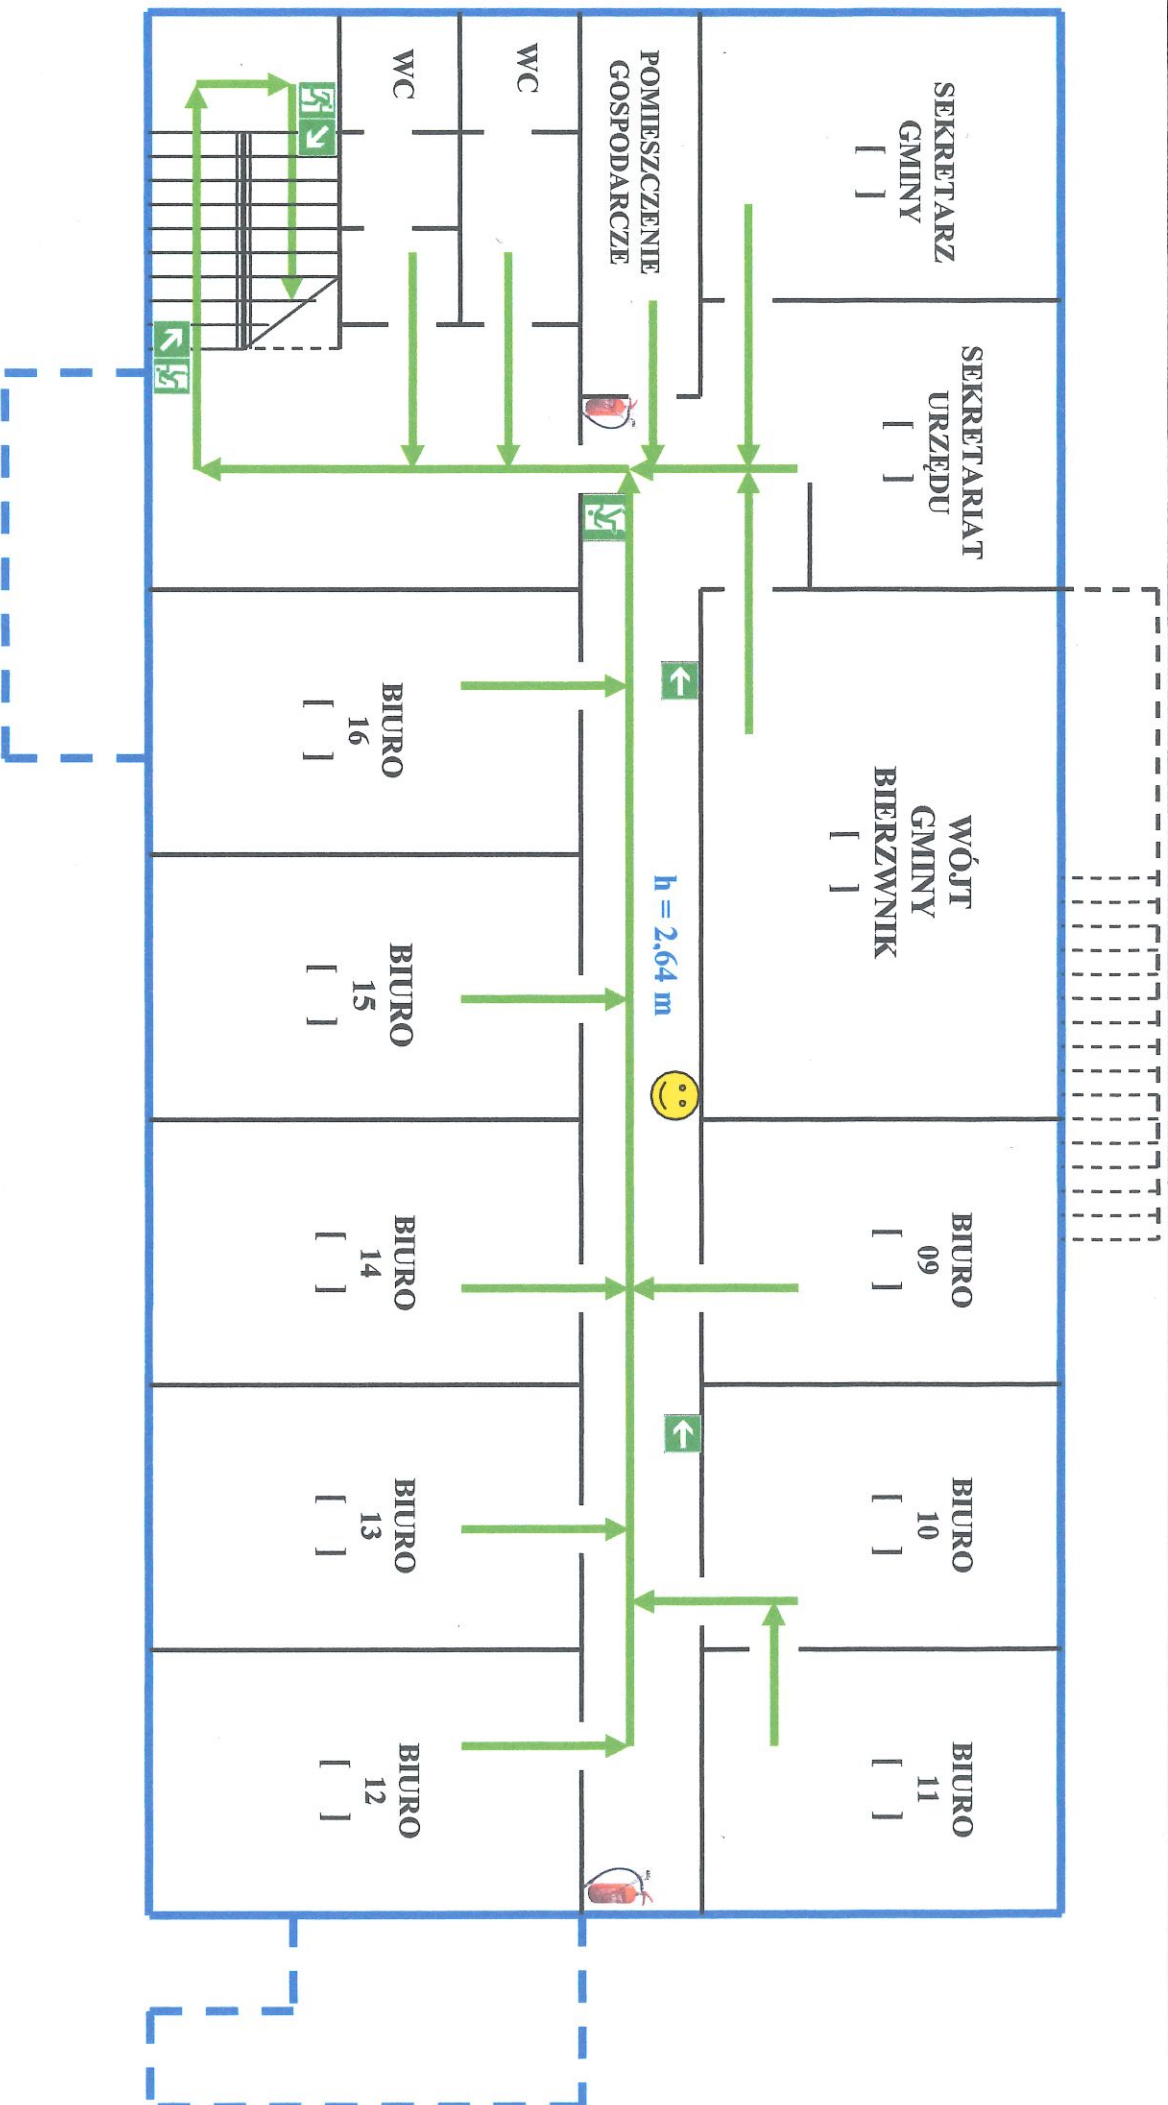 SEKRETARZ
GMINY
[ ]
SEKRETARIAT
URZĘDU
[ ]
WÓJT
GMINY
BIERZWNIK
[ ]
BIURO
09
[ ]
BIURO
10
[ ]
BIURO
11
[ ]
POMIESZCZENIE
GOSPODARCZE
h = 2,64 m
WC
WC
BIURO
16
[ ]
BIURO
15
[ ]
BIURO
14
[ ]
BIURO
13
[ ]
BIURO
12
[ ]